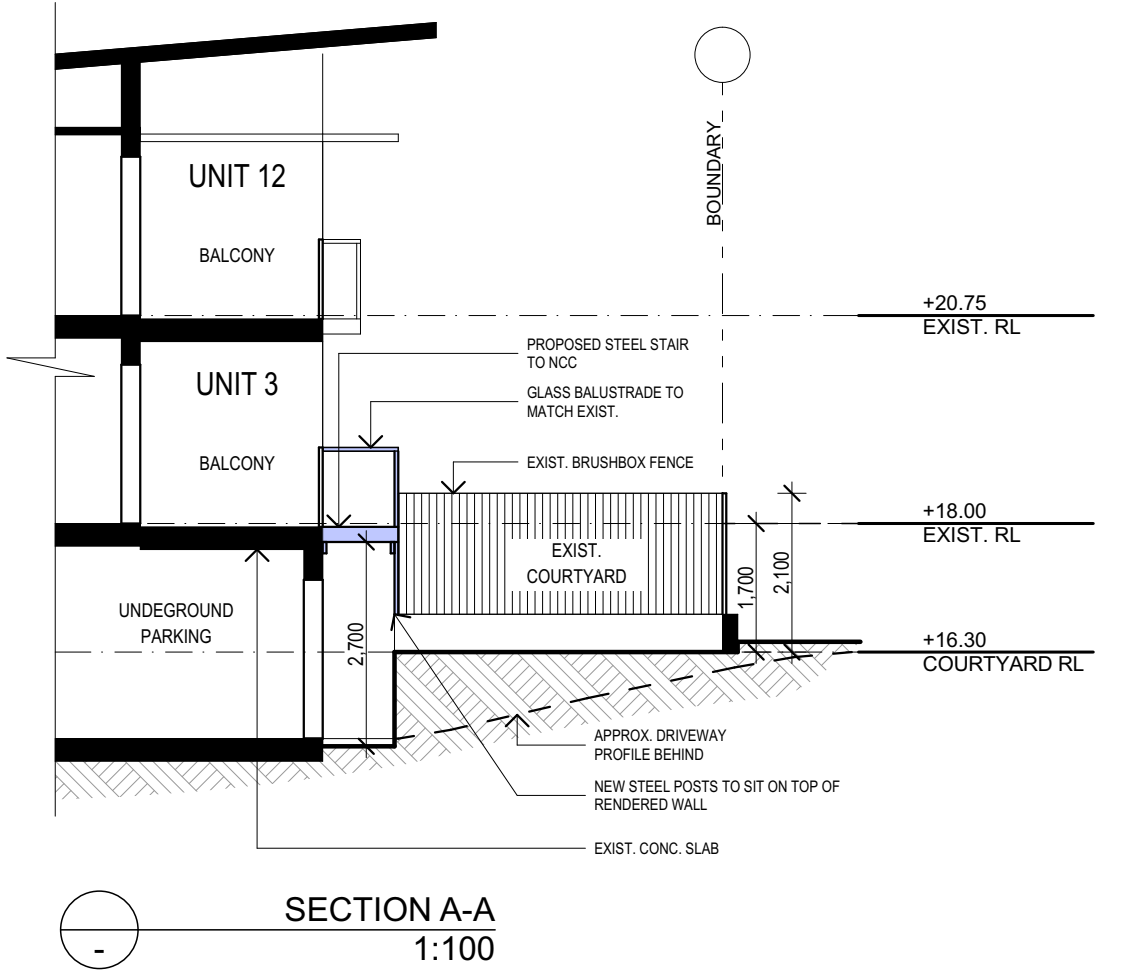 UNIT 12
BALCONY
BOUNDARY
+20.75
EXIST. RL
PROPOSED STEEL STAIR
TO NCC
UNIT 3
GLASS BALUSTRADE TO
MATCH EXIST.
BALCONY
EXIST. BRUSHBOX FENCE
+18.00
EXIST. RL
EXIST.
COURTYARD
1,700
2,100
UNDEGROUND
PARKING
2,700
+16.30
COURTYARD RL
APPROX. DRIVEWAY
PROFILE BEHIND
NEW STEEL POSTS TO SIT ON TOP OF
RENDERED WALL
EXIST. CONC. SLAB
SECTION A-A
-
1:100